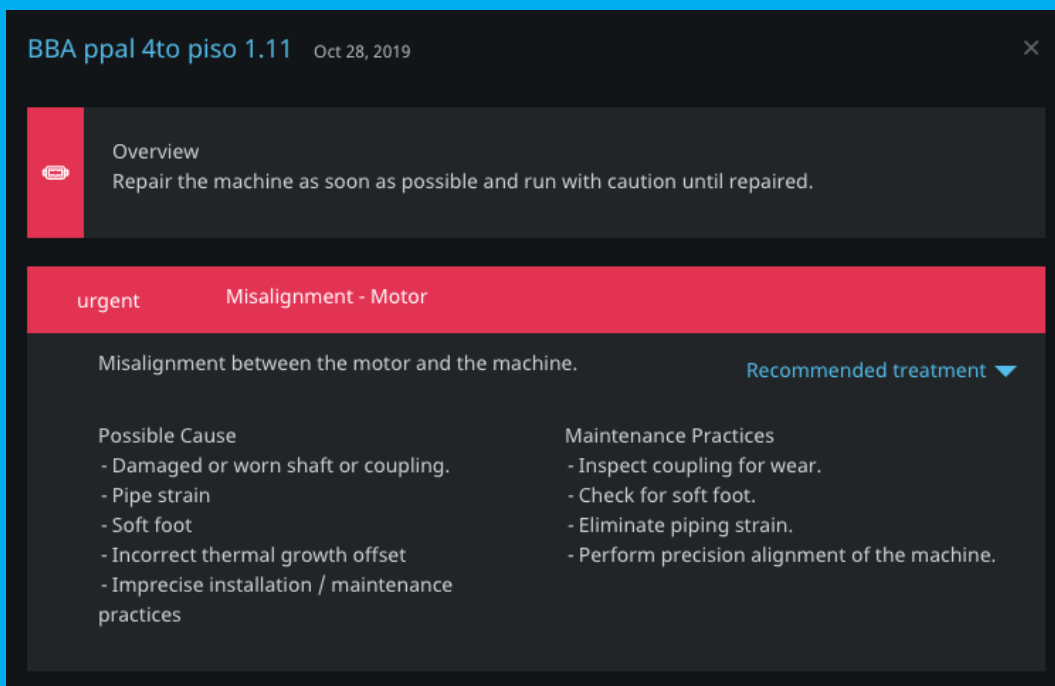 BBA ppal 4to piso 1.11 Oct 28, 2019
Overview
Repair the machine as soon as possible and run with caution until repaired.
urgent Misalignment - Motor
Misalignment between the motor and the machine.
Recommended treatment
Possible Cause
- Damaged or worn shaft or coupling.
- Pipe strain
- Soft foot
- Incorrect thermal growth offset
- Imprecise installation / maintenance
practices
Maintenance Practices
- Inspect coupling for wear.
- Check for soft foot.
- Eliminate piping strain.
- Perform precision alignment of the machine.